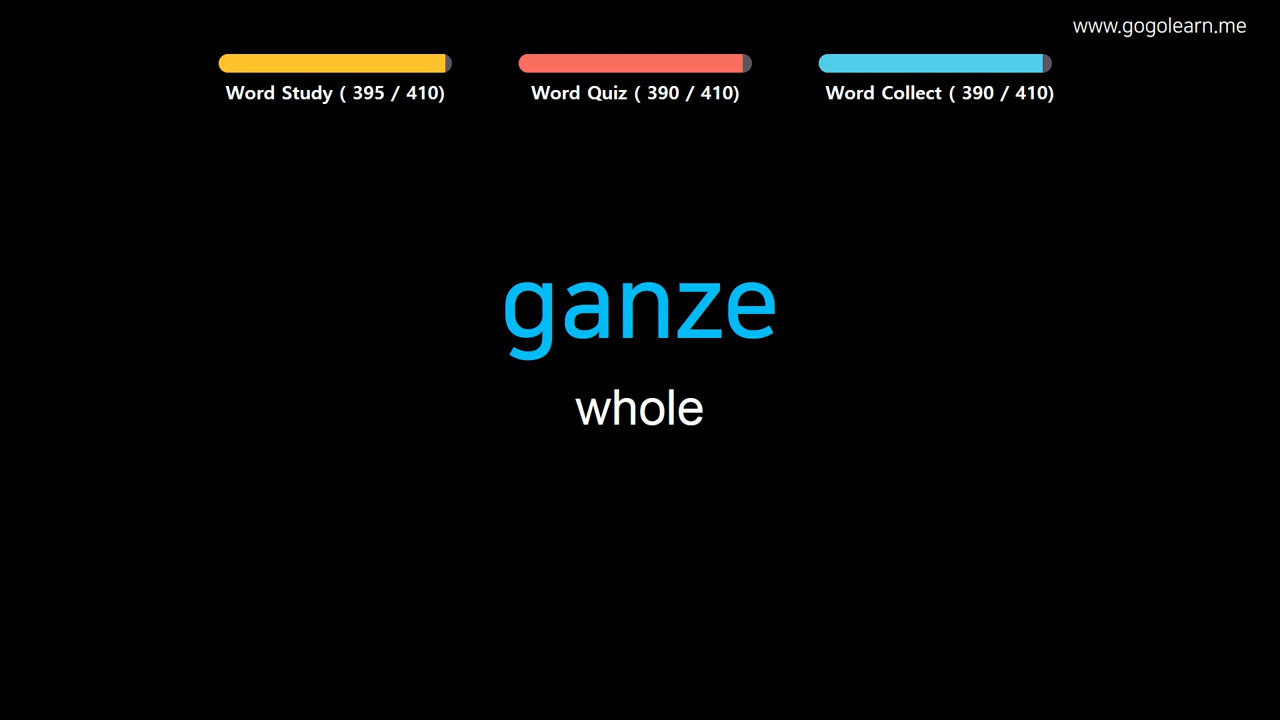 www.gogolearn.me
Word Study ( 395 / 410)
Word Quiz ( 390 / 410)
Word Collect ( 390 / 410)
ganze
whole